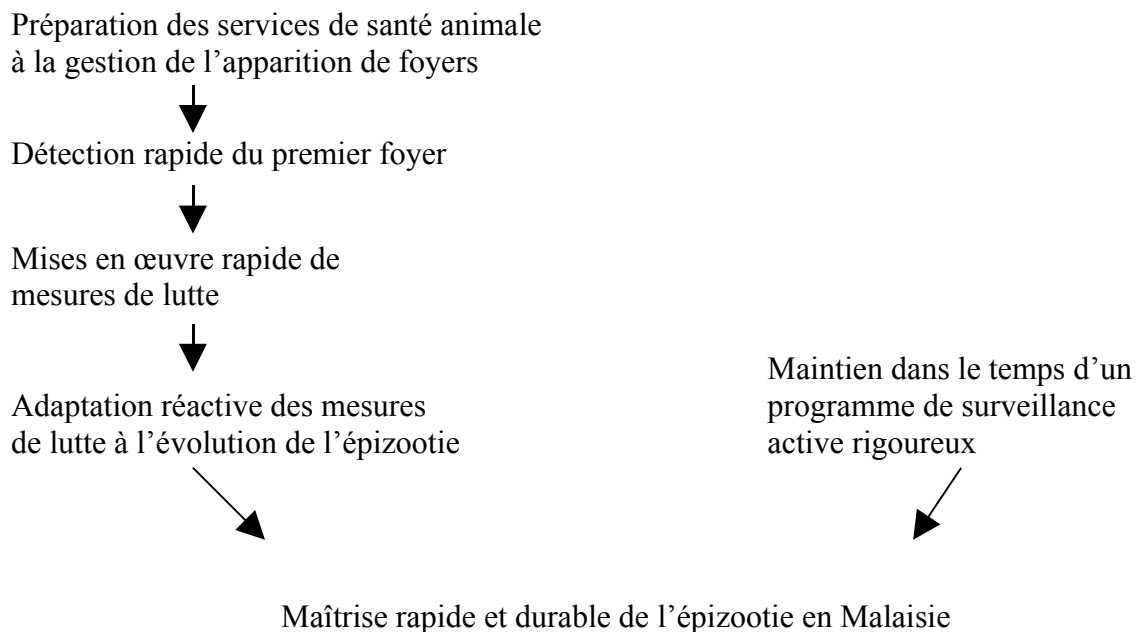 Préparation des services de santé animale
à la gestion de l’apparition de foyers
Détection rapide du premier foyer
Mises en œuvre rapide de
mesures de lutte
Adaptation réactive des mesures
de lutte à l’évolution de l’épizootie
Maintien dans le temps d’un
programme de surveillance
active rigoureux
Maîtrise rapide et durable de l’épizootie en Malaisie